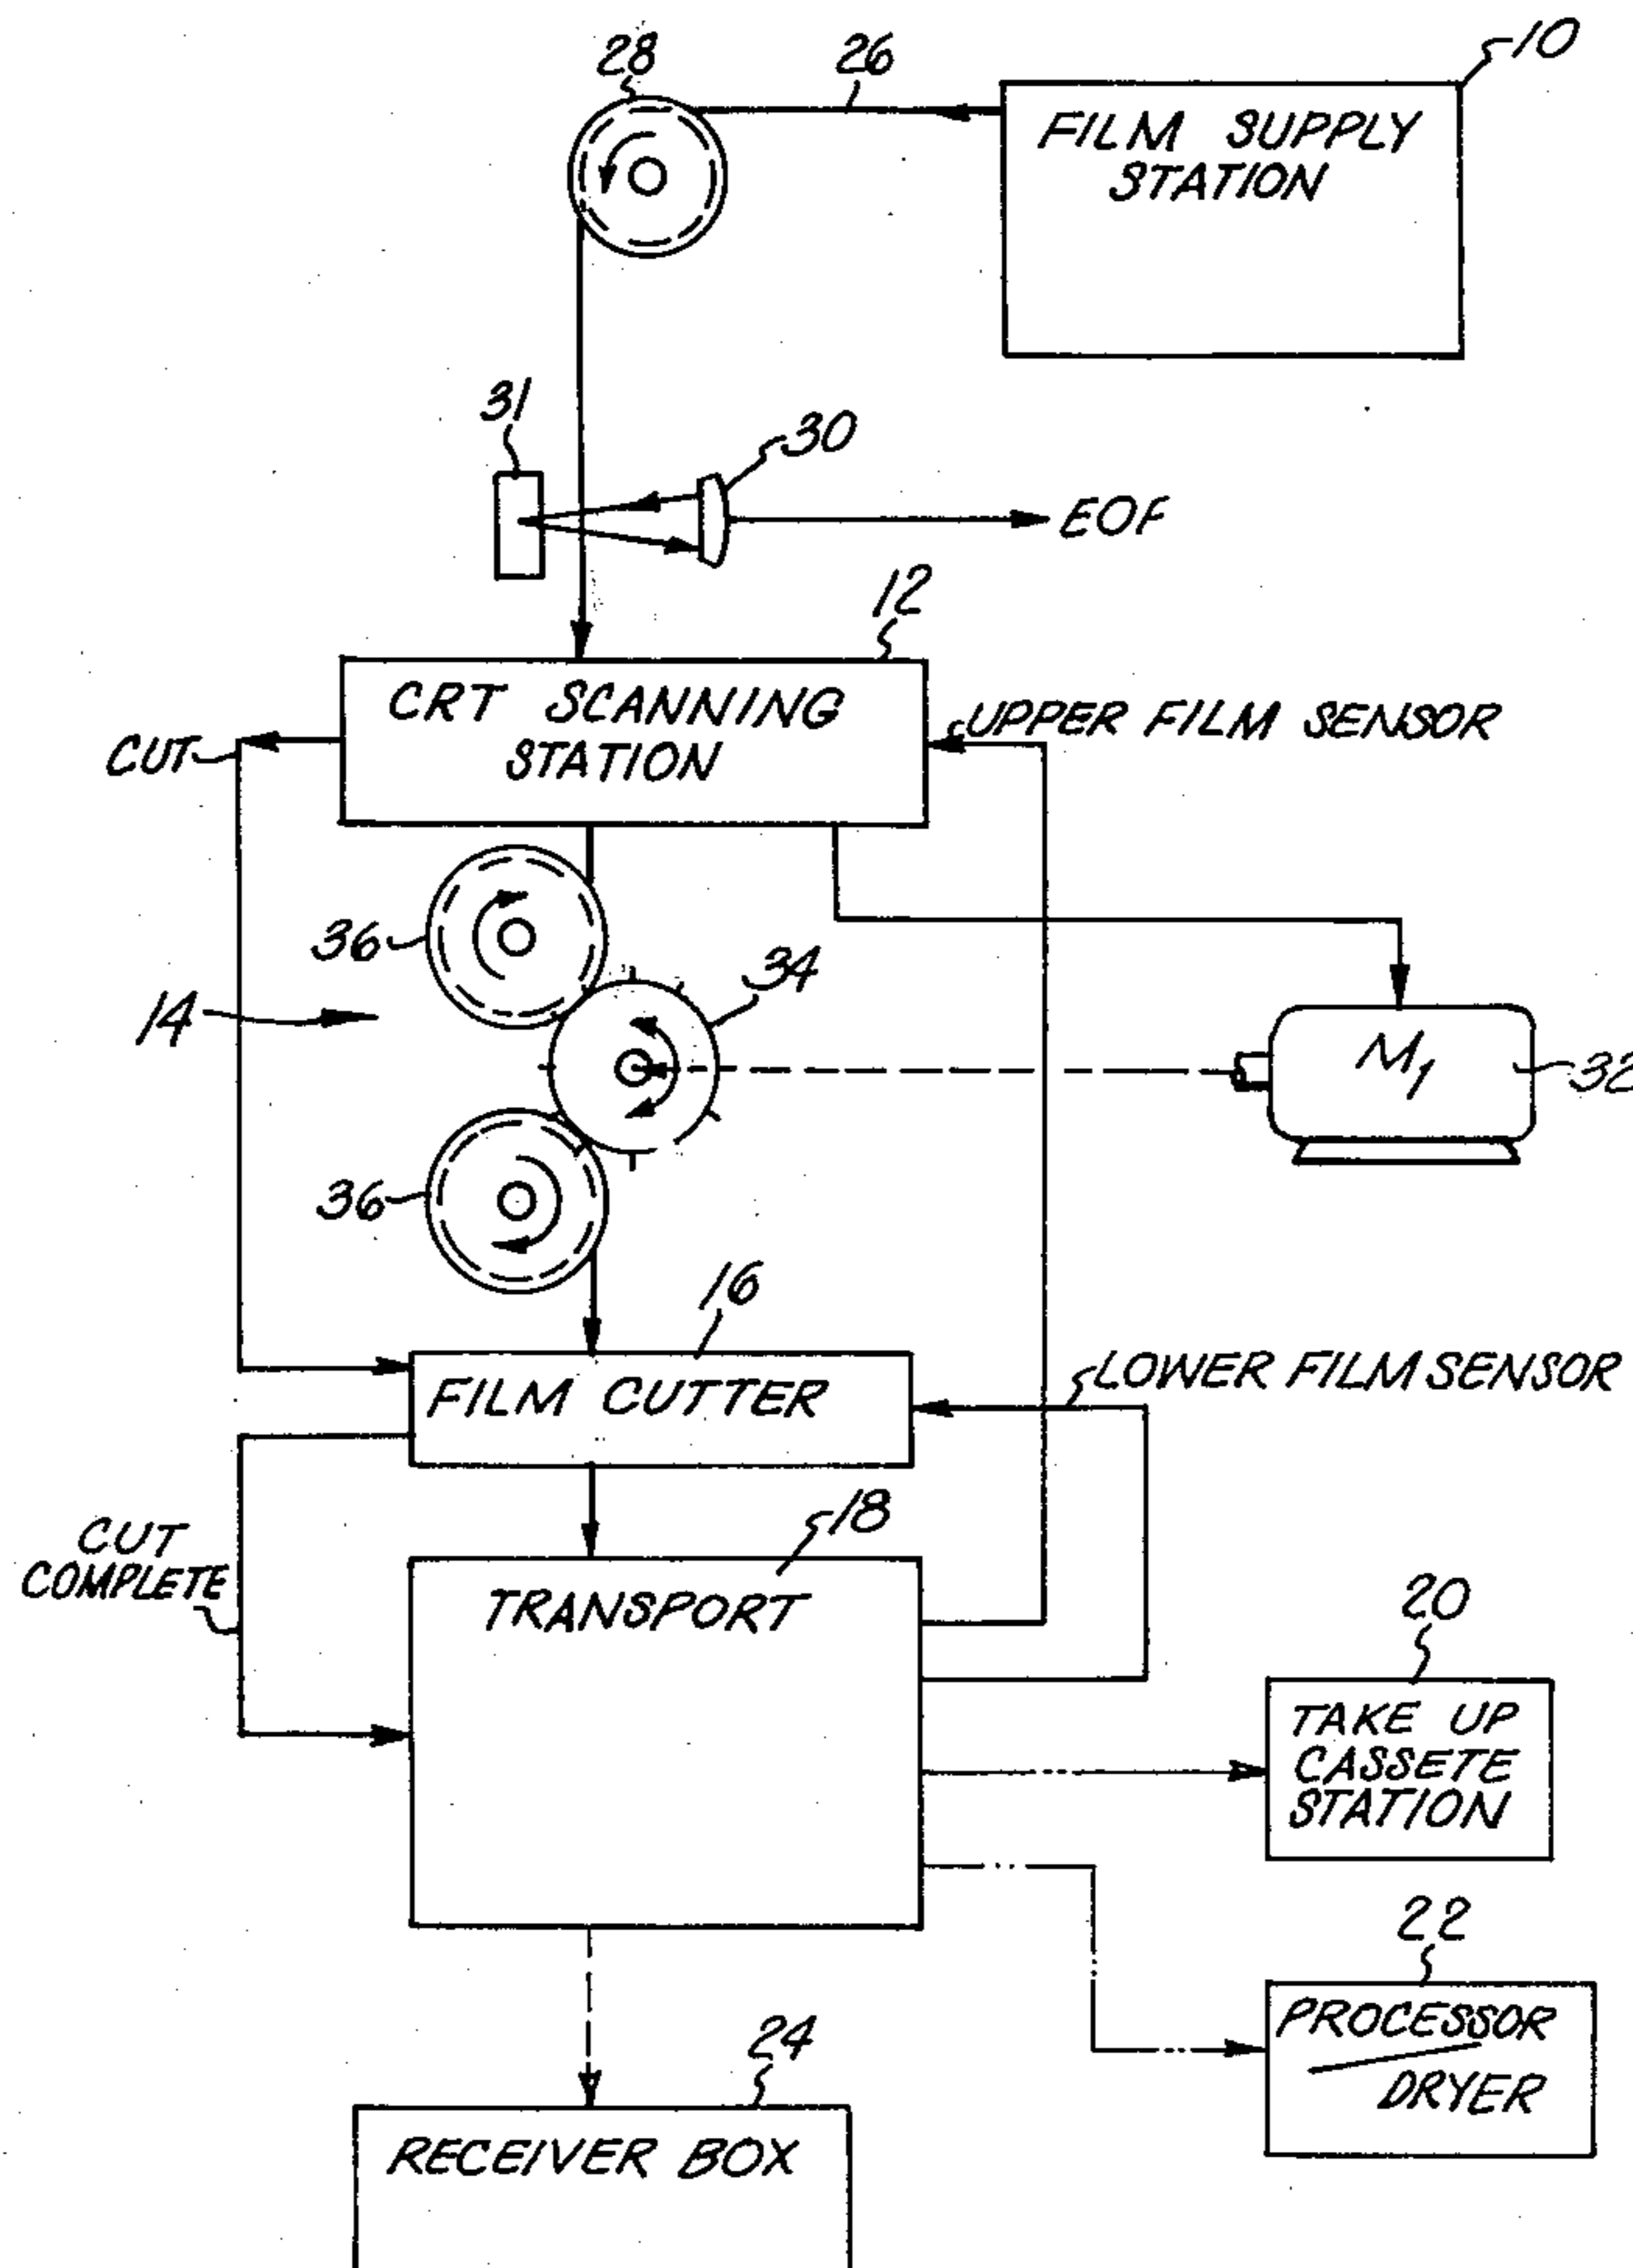 28
26
10
FILM SUPPLY
STATION
31
30
EOF
12
CRT SCANNING
STATION
UPPER FILM SENSOR
CUT
36
34
14
M1
32
36
16
FILM CUTTER
LOWER FILM SENSOR
18
CUT
COMPLETE
TRANSPORT
20
TAKE UP
CASSETE
STATION
22
PROCESSOR
DRYER
24
RECEIVER BOX